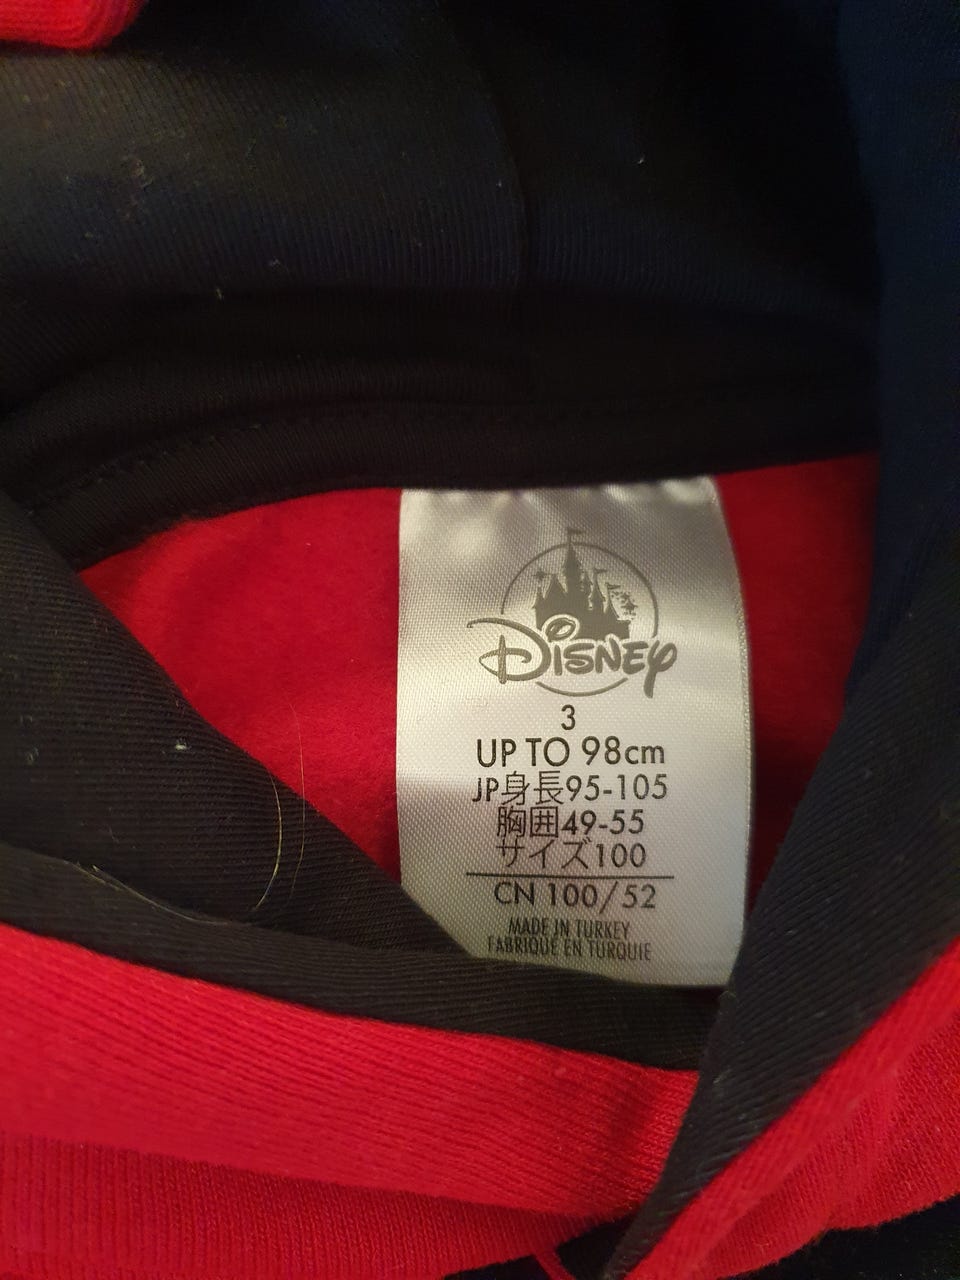 Disney
3
UP TO 98cm
JP身長95-105
胸囲49-55
サイズ100
CN 100/52
MADE IN TURKEY
FABRIQUÉ EN TURQUIE